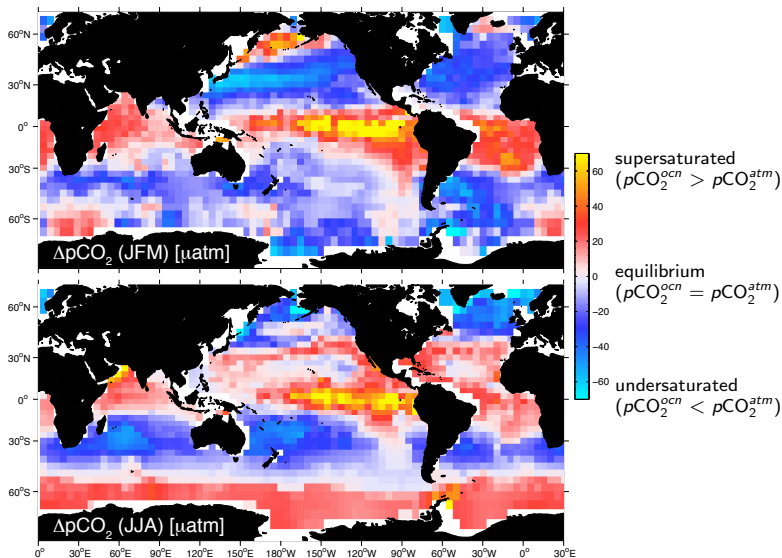 60°N
30°N
0°
30°S
60°S
ΔpCO₂ (JFM) [μatm]
60°N
30°N
0°
30°S
60°S
ΔpCO₂ (JJA) [μatm]
0° 30°E 60°E 90°E 120°E 150°E 180°W 150°W 120°W 90°W 60°W 30°W 0° 30°E
60
40
20
0
−20
−40
−60
supersaturated
(pCO₂ᵒᶜⁿ > pCO₂ᵃᵗᵐ)
equilibrium
(pCO₂ᵒᶜⁿ = pCO₂ᵃᵗᵐ)
undersaturated
(pCO₂ᵒᶜⁿ < pCO₂ᵃᵗᵐ)